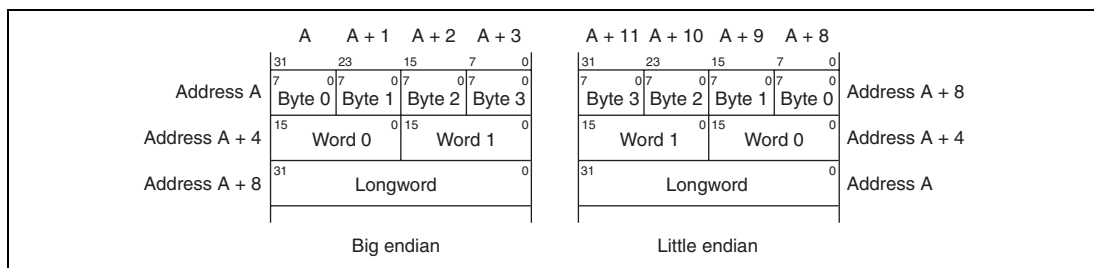 A A + 1 A + 2 A + 3 A + 11 A + 10 A + 9 A + 8
31 23 15 7 0 31 23 15 7 0
Address A 7 Byte 0 0 7 Byte 1 0 7 Byte 2 0 7 Byte 3 0 7 Byte 3 0 7 Byte 2 0 7 Byte 1 0 7 Byte 0 0 Address A + 8
Address A + 4 15 Word 0 0 15 Word 1 0 15 Word 1 0 15 Word 0 0 Address A + 4
Address A + 8 31 Longword 0 31 Longword 0 Address A
Big endian Little endian